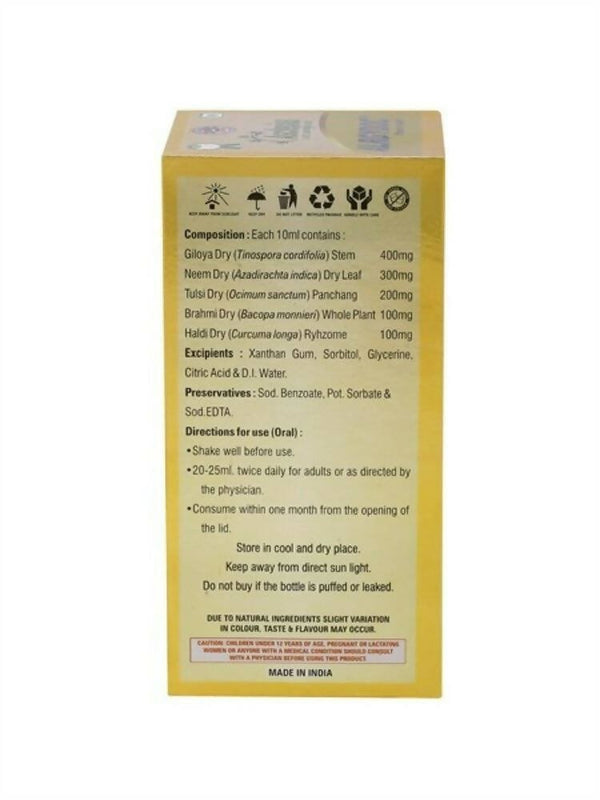 KEEP AWAY FROM SUNLIGHT KEEP DRY DO NOT LITTER RECYCLED PACKAGE HANDLE WITH CARE
Composition : Each 10ml contains :
Giloya Dry (Tinospora cordifolia) Stem 400mg
Neem Dry (Azadirachta indica) Dry Leaf 300mg
Tulsi Dry (Ocimum sanctum) Panchang 200mg
Brahmi Dry (Bacopa monnieri) Whole Plant 100mg
Haldi Dry (Curcuma longa) Ryhzome 100mg
Excipients : Xanthan Gum, Sorbitol, Glycerine,
Citric Acid & D.I. Water.
Preservatives : Sod. Benzoate, Pot. Sorbate &
Sod.EDTA.
Directions for use (Oral) :
•Shake well before use.
•20-25ml. twice daily for adults or as directed by
the physician.
•Consume within one month from the opening of
the lid.
Store in cool and dry place.
Keep away from direct sun light.
Do not buy if the bottle is puffed or leaked.
DUE TO NATURAL INGREDIENTS SLIGHT VARIATION
IN COLOUR, TASTE & FLAVOUR MAY OCCUR.
CAUTION: CHILDREN UNDER 12 YEARS OF AGE, PREGNANT OR LACTATING
WOMEN OR ANYONE WITH A MEDICAL CONDITION SHOULD CONSULT
WITH A PHYSICIAN BEFORE USING THIS PRODUCT
MADE IN INDIA